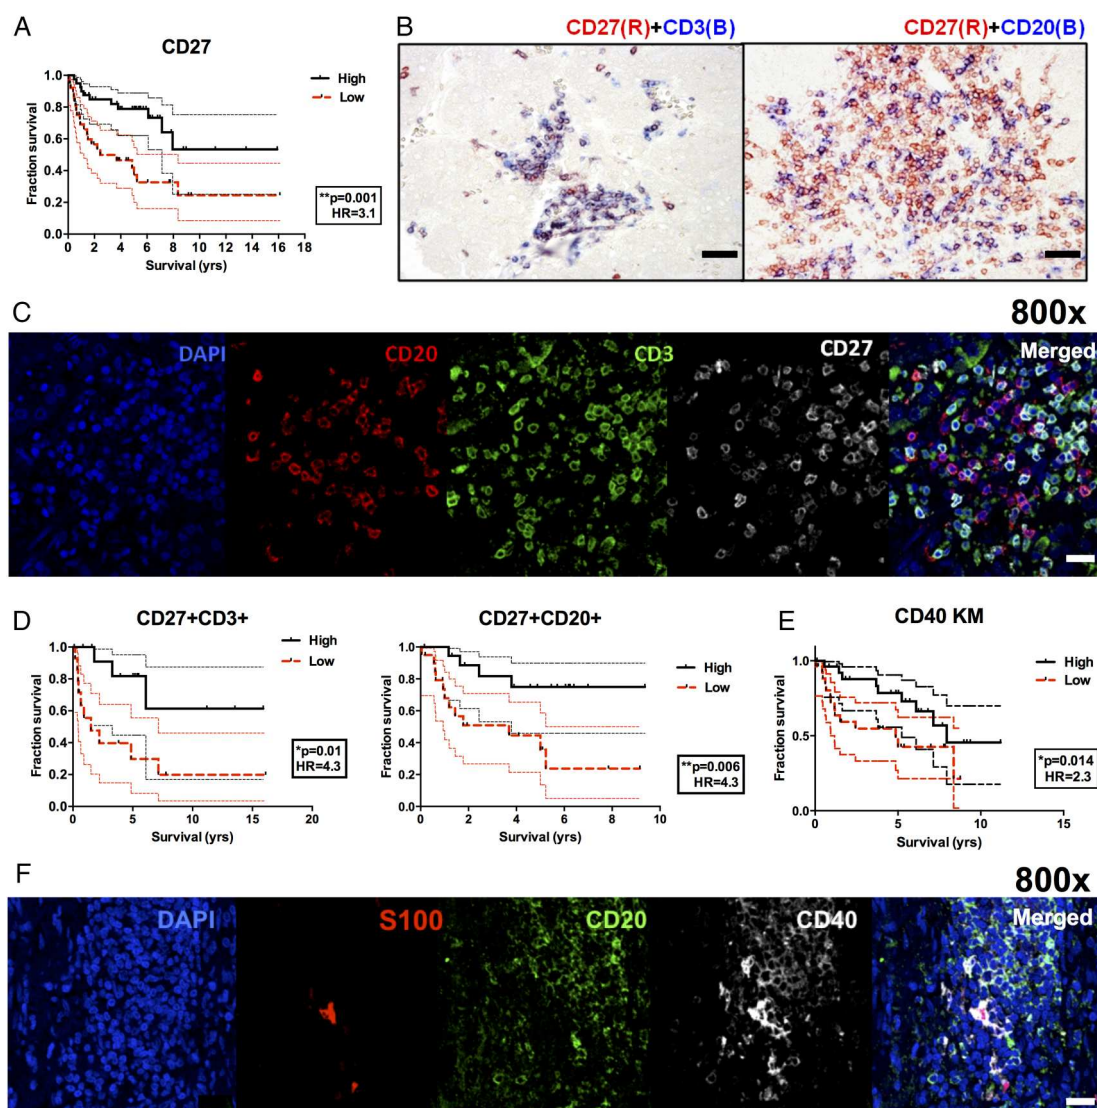 A
CD27
Fraction survival
1.0
0.8
0.6
0.4
0.2
0.0
0 2 4 6 8 10 12 14 16 18
Survival (yrs)
High
Low
**p=0.001
HR=3.1
B
CD27(R)+CD3(B)
CD27(R)+CD20(B)
C
800x
DAPI
CD20
CD3
CD27
Merged
D
CD27+CD3+
Fraction survival
1.0
0.8
0.6
0.4
0.2
0.0
0 5 10 15 20
Survival (yrs)
High
Low
*p=0.01
HR=4.3
CD27+CD20+
Fraction survival
1.0
0.8
0.6
0.4
0.2
0.0
0 2 4 6 8 10
Survival (yrs)
High
Low
**p=0.006
HR=4.3
E
CD40 KM
Fraction survival
1.0
0.5
0.0
0 5 10 15
Survival (yrs)
High
Low
*p=0.014
HR=2.3
F
800x
DAPI
S100
CD20
CD40
Merged